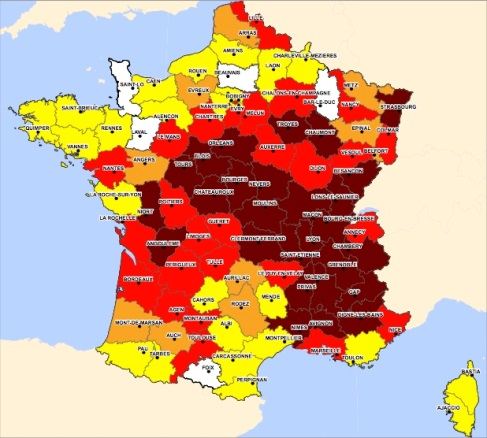 LILLE
ARRAS
AMIENS
CHARLEVILLE-MEZIERES
ROUEN
BEAUVAIS
LAON
SAINT-LO
CAEN
EVREUX
BOBIGNY
CHALONS-EN-CHAMPAGNE
METZ
BAR-LE-DUC
NANTERRE
EVRY
MELUN
NANCY
STRASBOURG
SAINT-BRIEUC
ALENCON
CHARTRES
TROYES
QUIMPER
RENNES
LAVAL
LE MANS
CHAUMONT
EPINAL
COLMAR
VANNES
ORLEANS
AUXERRE
ANGERS
BLOIS
VESOUL
BELFORT
NANTES
TOURS
DIJON
BESANCON
BOURGES
NEVERS
CHATEAUROUX
LONS-LE-SAUNIER
LA ROCHE-SUR-YON
POITIERS
MOULINS
NIORT
MACON
BOURG-EN-BRESSE
LA ROCHELLE
GUERET
ANNECY
LIMOGES
CLERMONT-FERRAND
LYON
ANGOULEME
CHAMBERY
SAINT-ETIENNE
PERIGUEUX
TULLE
GRENOBLE
LE PUY-EN-VELAY
VALENCE
BORDEAUX
AURILLAC
PRIVAS
GAP
CAHORS
MENDE
RODEZ
AGEN
DIGNE-LES-BAINS
MONT-DE-MARSAN
MONTAUBAN
ALBI
NIMES
AVIGNON
NICE
AUCH
TOULOUSE
MONTPELLIER
PAU
TARBES
CARCASSONNE
MARSEILLE
TOULON
FOIX
PERPIGNAN
BASTIA
AJACCIO